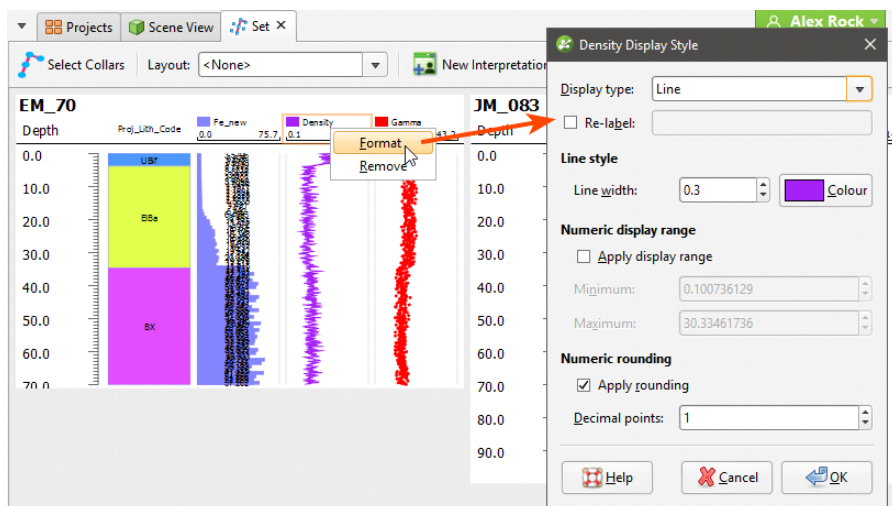 Projects
Scene View
Set
Alex Rock
Select Collars
Layout: <None>
New Interpretation
EM_70
Depth
Proj_Lith_Code
Fe_new
0.0 75.7
Density
0.1
Gamma
43.2
Format
Remove
0.0
10.0
20.0
30.0
40.0
50.0
60.0
70.0
UBf
BX
JM_083
Depth
0.0
10.0
20.0
30.0
40.0
50.0
60.0
70.0
80.0
90.0
Density Display Style
Display type: Line
Re-label:
Line style
Line width: 0.3 Colour
Numeric display range
Apply display range
Minimum: 0.100736129
Maximum: 30.33461736
Numeric rounding
Apply rounding
Decimal points: 1
Help Cancel OK